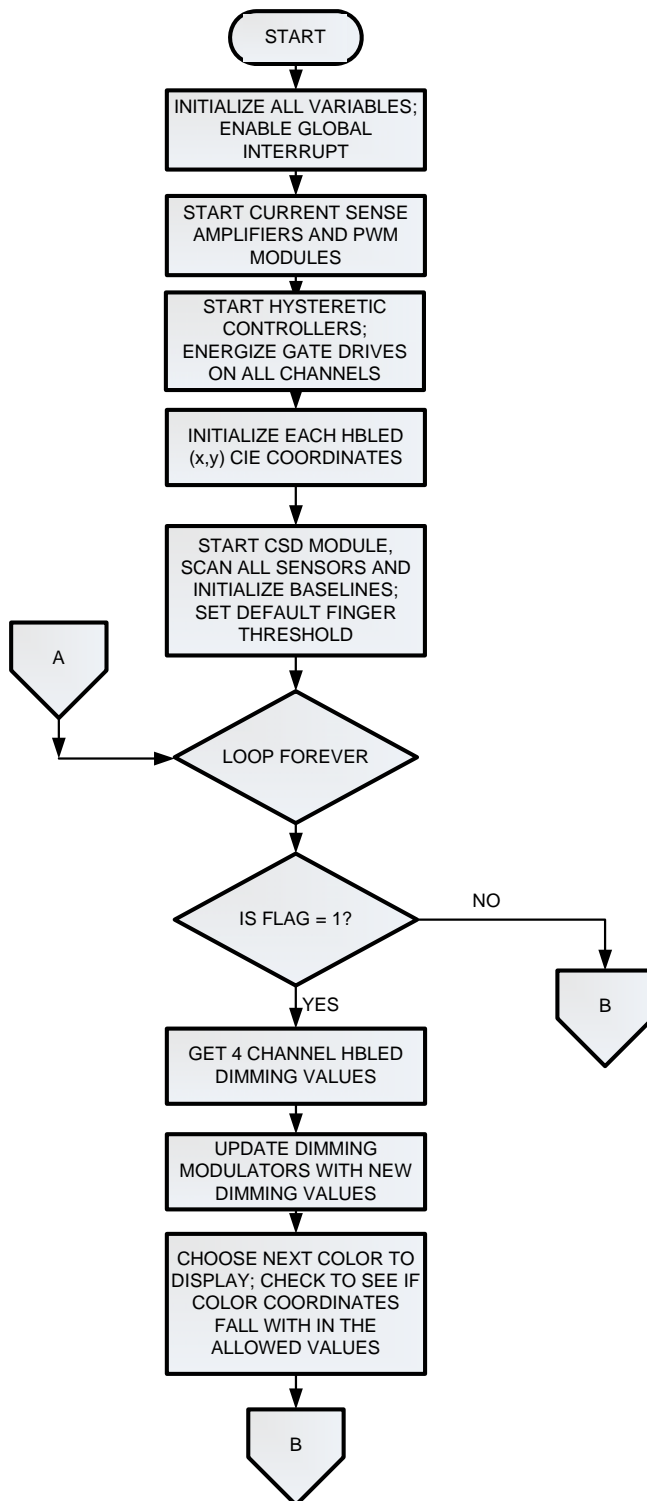 START
INITIALIZE ALL VARIABLES;
ENABLE GLOBAL
INTERRUPT
START CURRENT SENSE
AMPLIFIERS AND PWM
MODULES
START HYSTERETIC
CONTROLLERS;
ENERGIZE GATE DRIVES
ON ALL CHANNELS
INITIALIZE EACH HBLED
(x,y) CIE COORDINATES
START CSD MODULE,
SCAN ALL SENSORS AND
INITIALIZE BASELINES;
SET DEFAULT FINGER
THRESHOLD
A
LOOP FOREVER
IS FLAG = 1?
NO
B
YES
GET 4 CHANNEL HBLED
DIMMING VALUES
UPDATE DIMMING
MODULATORS WITH NEW
DIMMING VALUES
CHOOSE NEXT COLOR TO
DISPLAY; CHECK TO SEE IF
COLOR COORDINATES
FALL WITH IN THE
ALLOWED VALUES
B